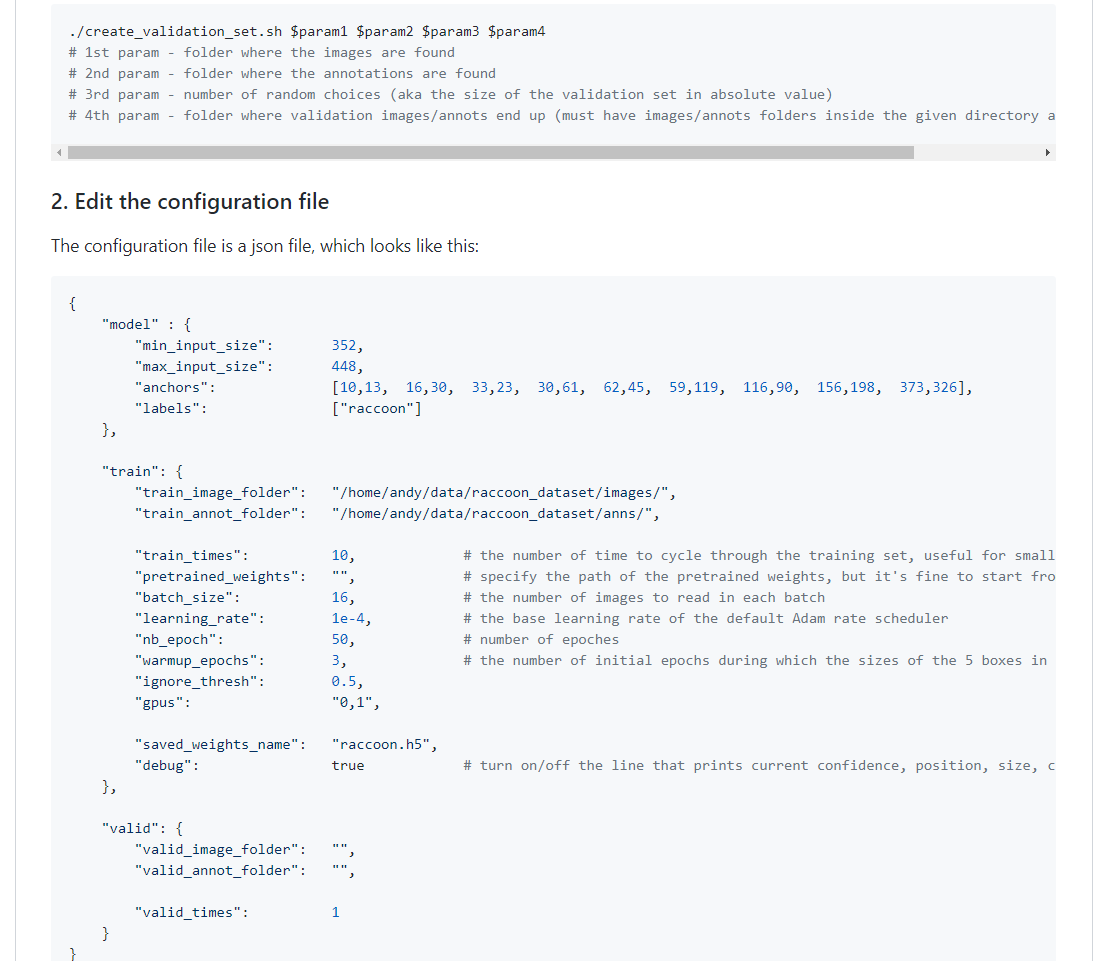 ./create_validation_set.sh $param1 $param2 $param3 $param4
# 1st param - folder where the images are found
# 2nd param - folder where the annotations are found
# 3rd param - number of random choices (aka the size of the validation set in absolute value)
# 4th param - folder where validation images/annots end up (must have images/annots folders inside the given directory a
2. Edit the configuration file
The configuration file is a json file, which looks like this:
{
    "model" : {
        "min_input_size":       352,
        "max_input_size":       448,
        "anchors":              [10,13,  16,30,  33,23,  30,61,  62,45,  59,119,  116,90,  156,198,  373,326],
        "labels":               ["raccoon"]
    },
    "train": {
        "train_image_folder":   "/home/andy/data/raccoon_dataset/images/",
        "train_annot_folder":   "/home/andy/data/raccoon_dataset/anns/",
        "train_times":          10,             # the number of time to cycle through the training set, useful for small
        "pretrained_weights":   "",             # specify the path of the pretrained weights, but it's fine to start fro
        "batch_size":           16,             # the number of images to read in each batch
        "learning_rate":        1e-4,           # the base learning rate of the default Adam rate scheduler
        "nb_epoch":             50,             # number of epoches
        "warmup_epochs":        3,              # the number of initial epochs during which the sizes of the 5 boxes in
        "ignore_thresh":        0.5,
        "gpus":                 "0,1",
        "saved_weights_name":   "raccoon.h5",
        "debug":                true            # turn on/off the line that prints current confidence, position, size, c
    },
    "valid": {
        "valid_image_folder":   "",
        "valid_annot_folder":   "",
        "valid_times":          1
    }
}